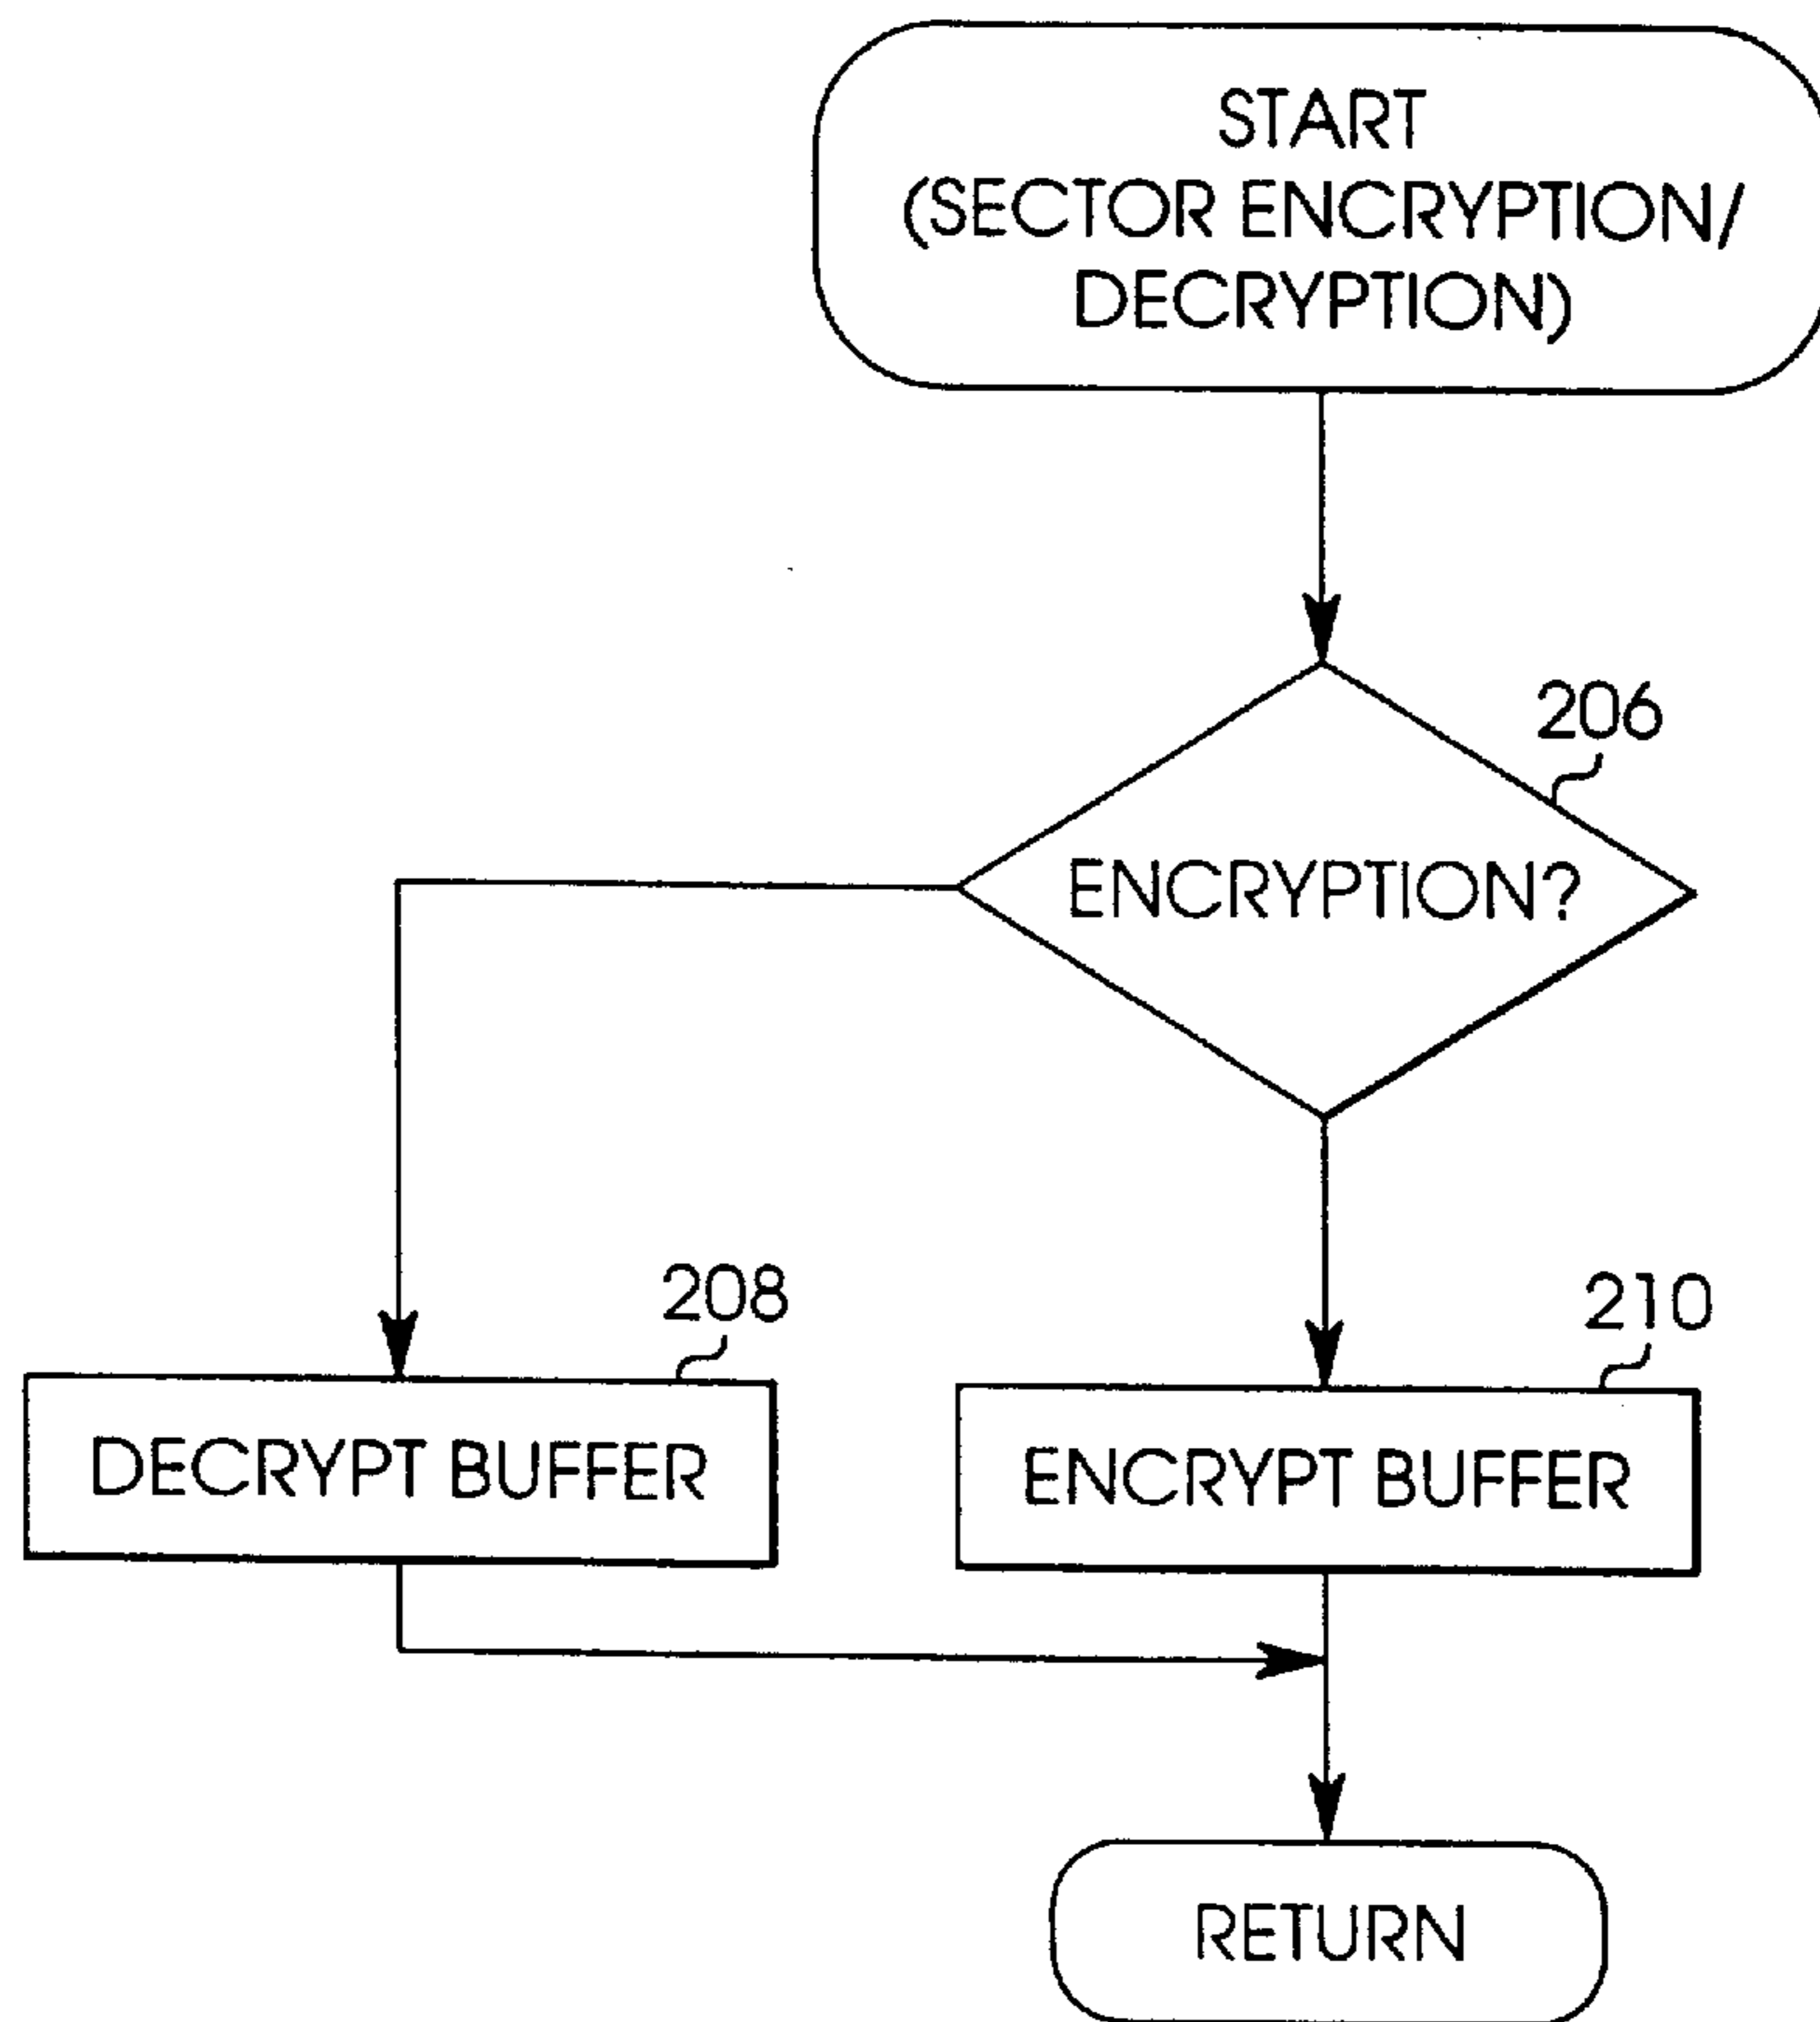 START
(SECTOR ENCRYPTION/
DECRYPTION)
206
ENCRYPTION?
208
210
DECRYPT BUFFER
ENCRYPT BUFFER
RETURN